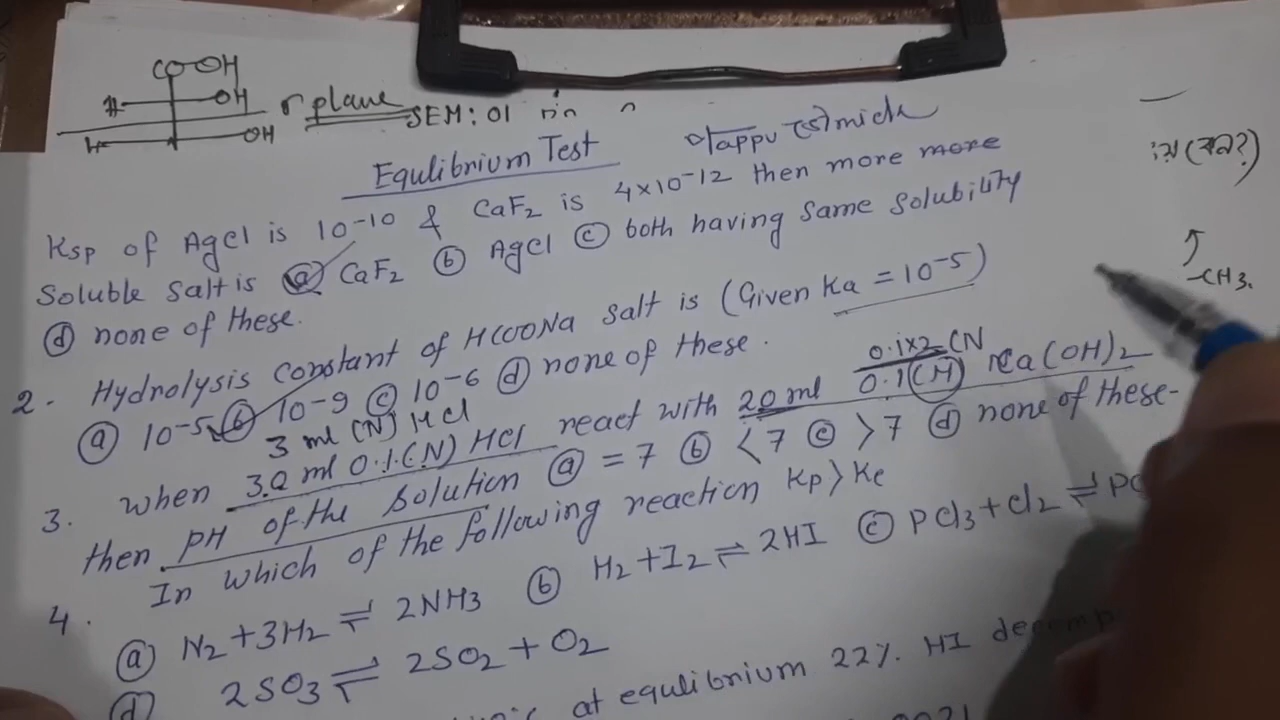 COOH
H OH r plane SEM: 01
H OH
Equlibrium Test
Ksp of Agcl is 10-10 & CaF2 is 4×10-12 then more more
Soluble Salt is (a) CaF2 (b) Agcl (c) both having same solubility
(d) none of these.
2. Hydrolysis constant of HCOONa salt is (Given Ka = 10-5)
(a) 10-5 (b) 10-9 (c) 10-6 (d) none of these.
3 ml (N) Hcl
0.1×2 (N
3. when 30 ml 0.1(N) HCl react with 20 ml 0.1(M) Ca(OH)2
then pH of the solution (a) = 7 (b) < 7 (c) > 7 (d) none of these-
4. In which of the following reaction Kp > Kc
(a) N2 + 3H2 ⇌ 2NH3 (b) H2 + I2 ⇌ 2HI (c) PCl3 + Cl2 ⇌ PC
(d) 2SO3 ⇌ 2SO2 + O2
at equlibrium 22%. HI decomp
-CH3.